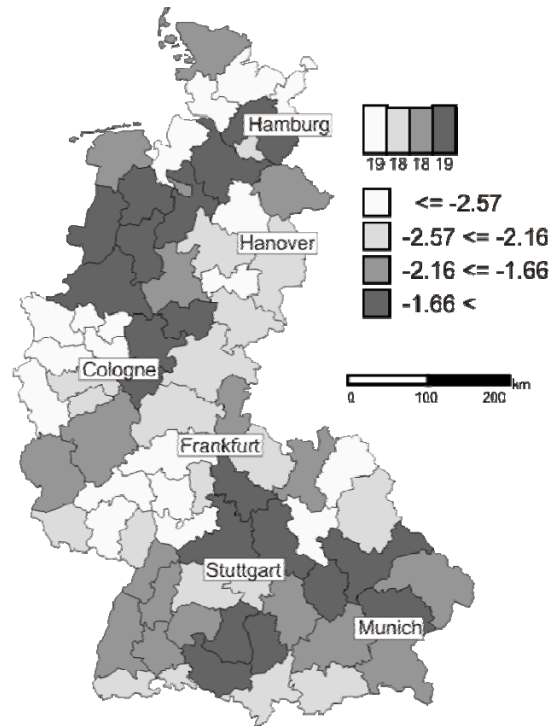 Hamburg
19 18 18 19
<= -2.57
Hanover
-2.57 <= -2.16
-2.16 <= -1.66
-1.66 <
Cologne
0 100 200 km
Frankfurt
Stuttgart
Munich